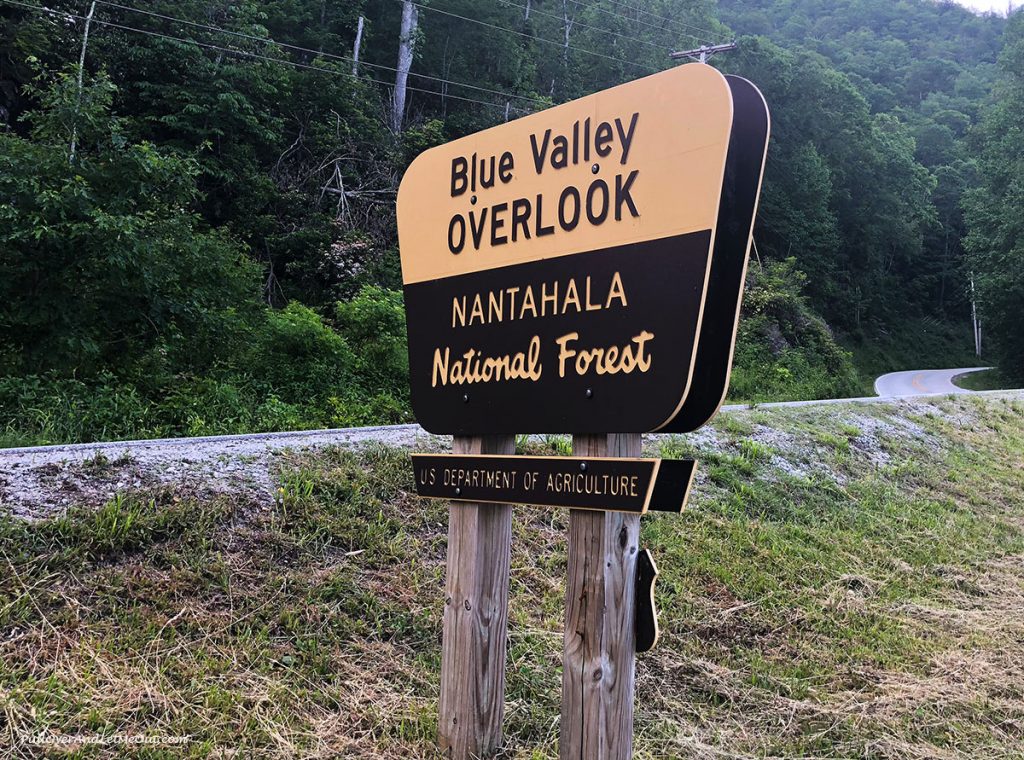 Blue Valley
OVERLOOK
NANTAHALA
National Forest
U.S. DEPARTMENT OF AGRICULTURE
PullOverAndLetMeOut.com